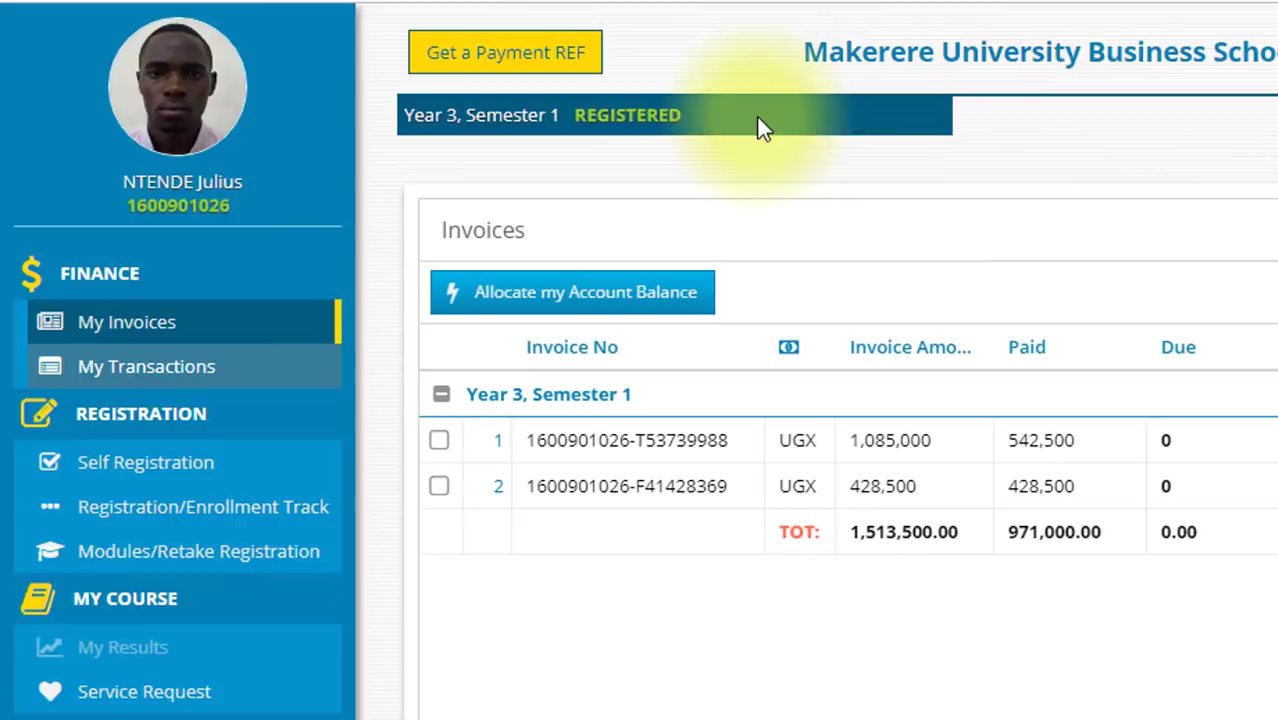 NTENDE Julius
1600901026
FINANCE
My Invoices
My Transactions
REGISTRATION
Self Registration
Registration/Enrollment Track
Modules/Retake Registration
MY COURSE
My Results
Service Request
Get a Payment REF
Makerere University Business Scho
Year 3, Semester 1 REGISTERED
Invoices
Allocate my Account Balance
Invoice No Invoice Amo... Paid Due
Year 3, Semester 1
1 1600901026-T53739988 UGX 1,085,000 542,500 0
2 1600901026-F41428369 UGX 428,500 428,500 0
TOT: 1,513,500.00 971,000.00 0.00